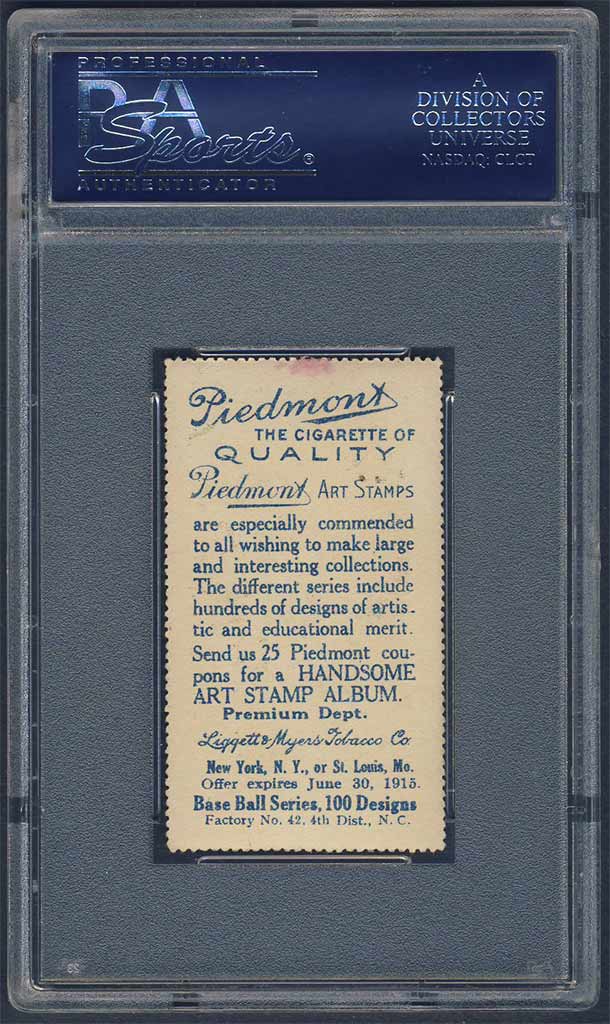 PROFESSIONAL
PSA
Sports®
AUTHENTICATOR
A
DIVISION OF
COLLECTORS
UNIVERSE
NASDAQ: CLCT
Piedmont
THE CIGARETTE OF
QUALITY
Piedmont ART STAMPS
are especially commended
to all wishing to make large
and interesting collections.
The different series include
hundreds of designs of artis-
tic and educational merit.
Send us 25 Piedmont cou-
pons for a HANDSOME
ART STAMP ALBUM.
Premium Dept.
Liggett & Myers Tobacco Co.
New York, N. Y., or St. Louis, Mo.
Offer expires June 30, 1915.
Base Ball Series, 100 Designs
Factory No. 42, 4th Dist., N. C.